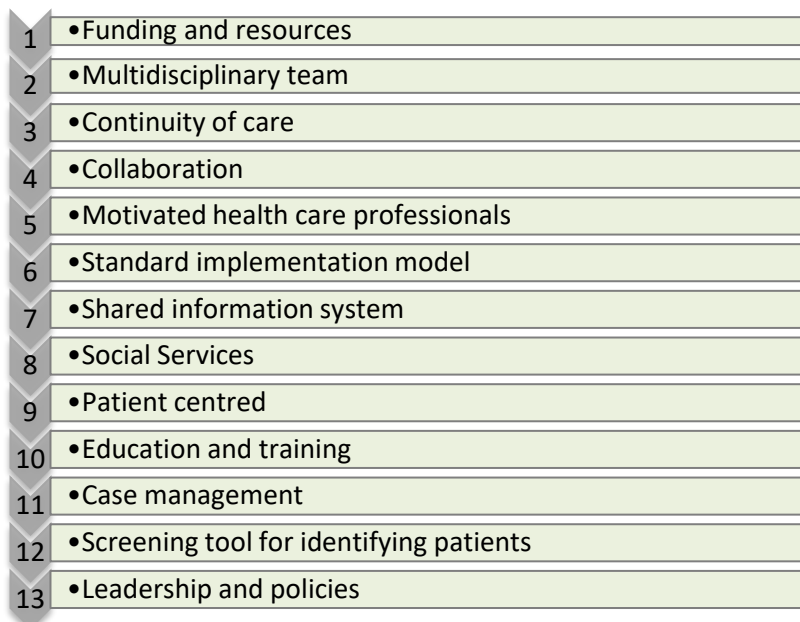 1 •Funding and resources
2 •Multidisciplinary team
3 •Continuity of care
4 •Collaboration
5 •Motivated health care professionals
6 •Standard implementation model
7 •Shared information system
8 •Social Services
9 •Patient centred
10 •Education and training
11 •Case management
12 •Screening tool for identifying patients
13 •Leadership and policies